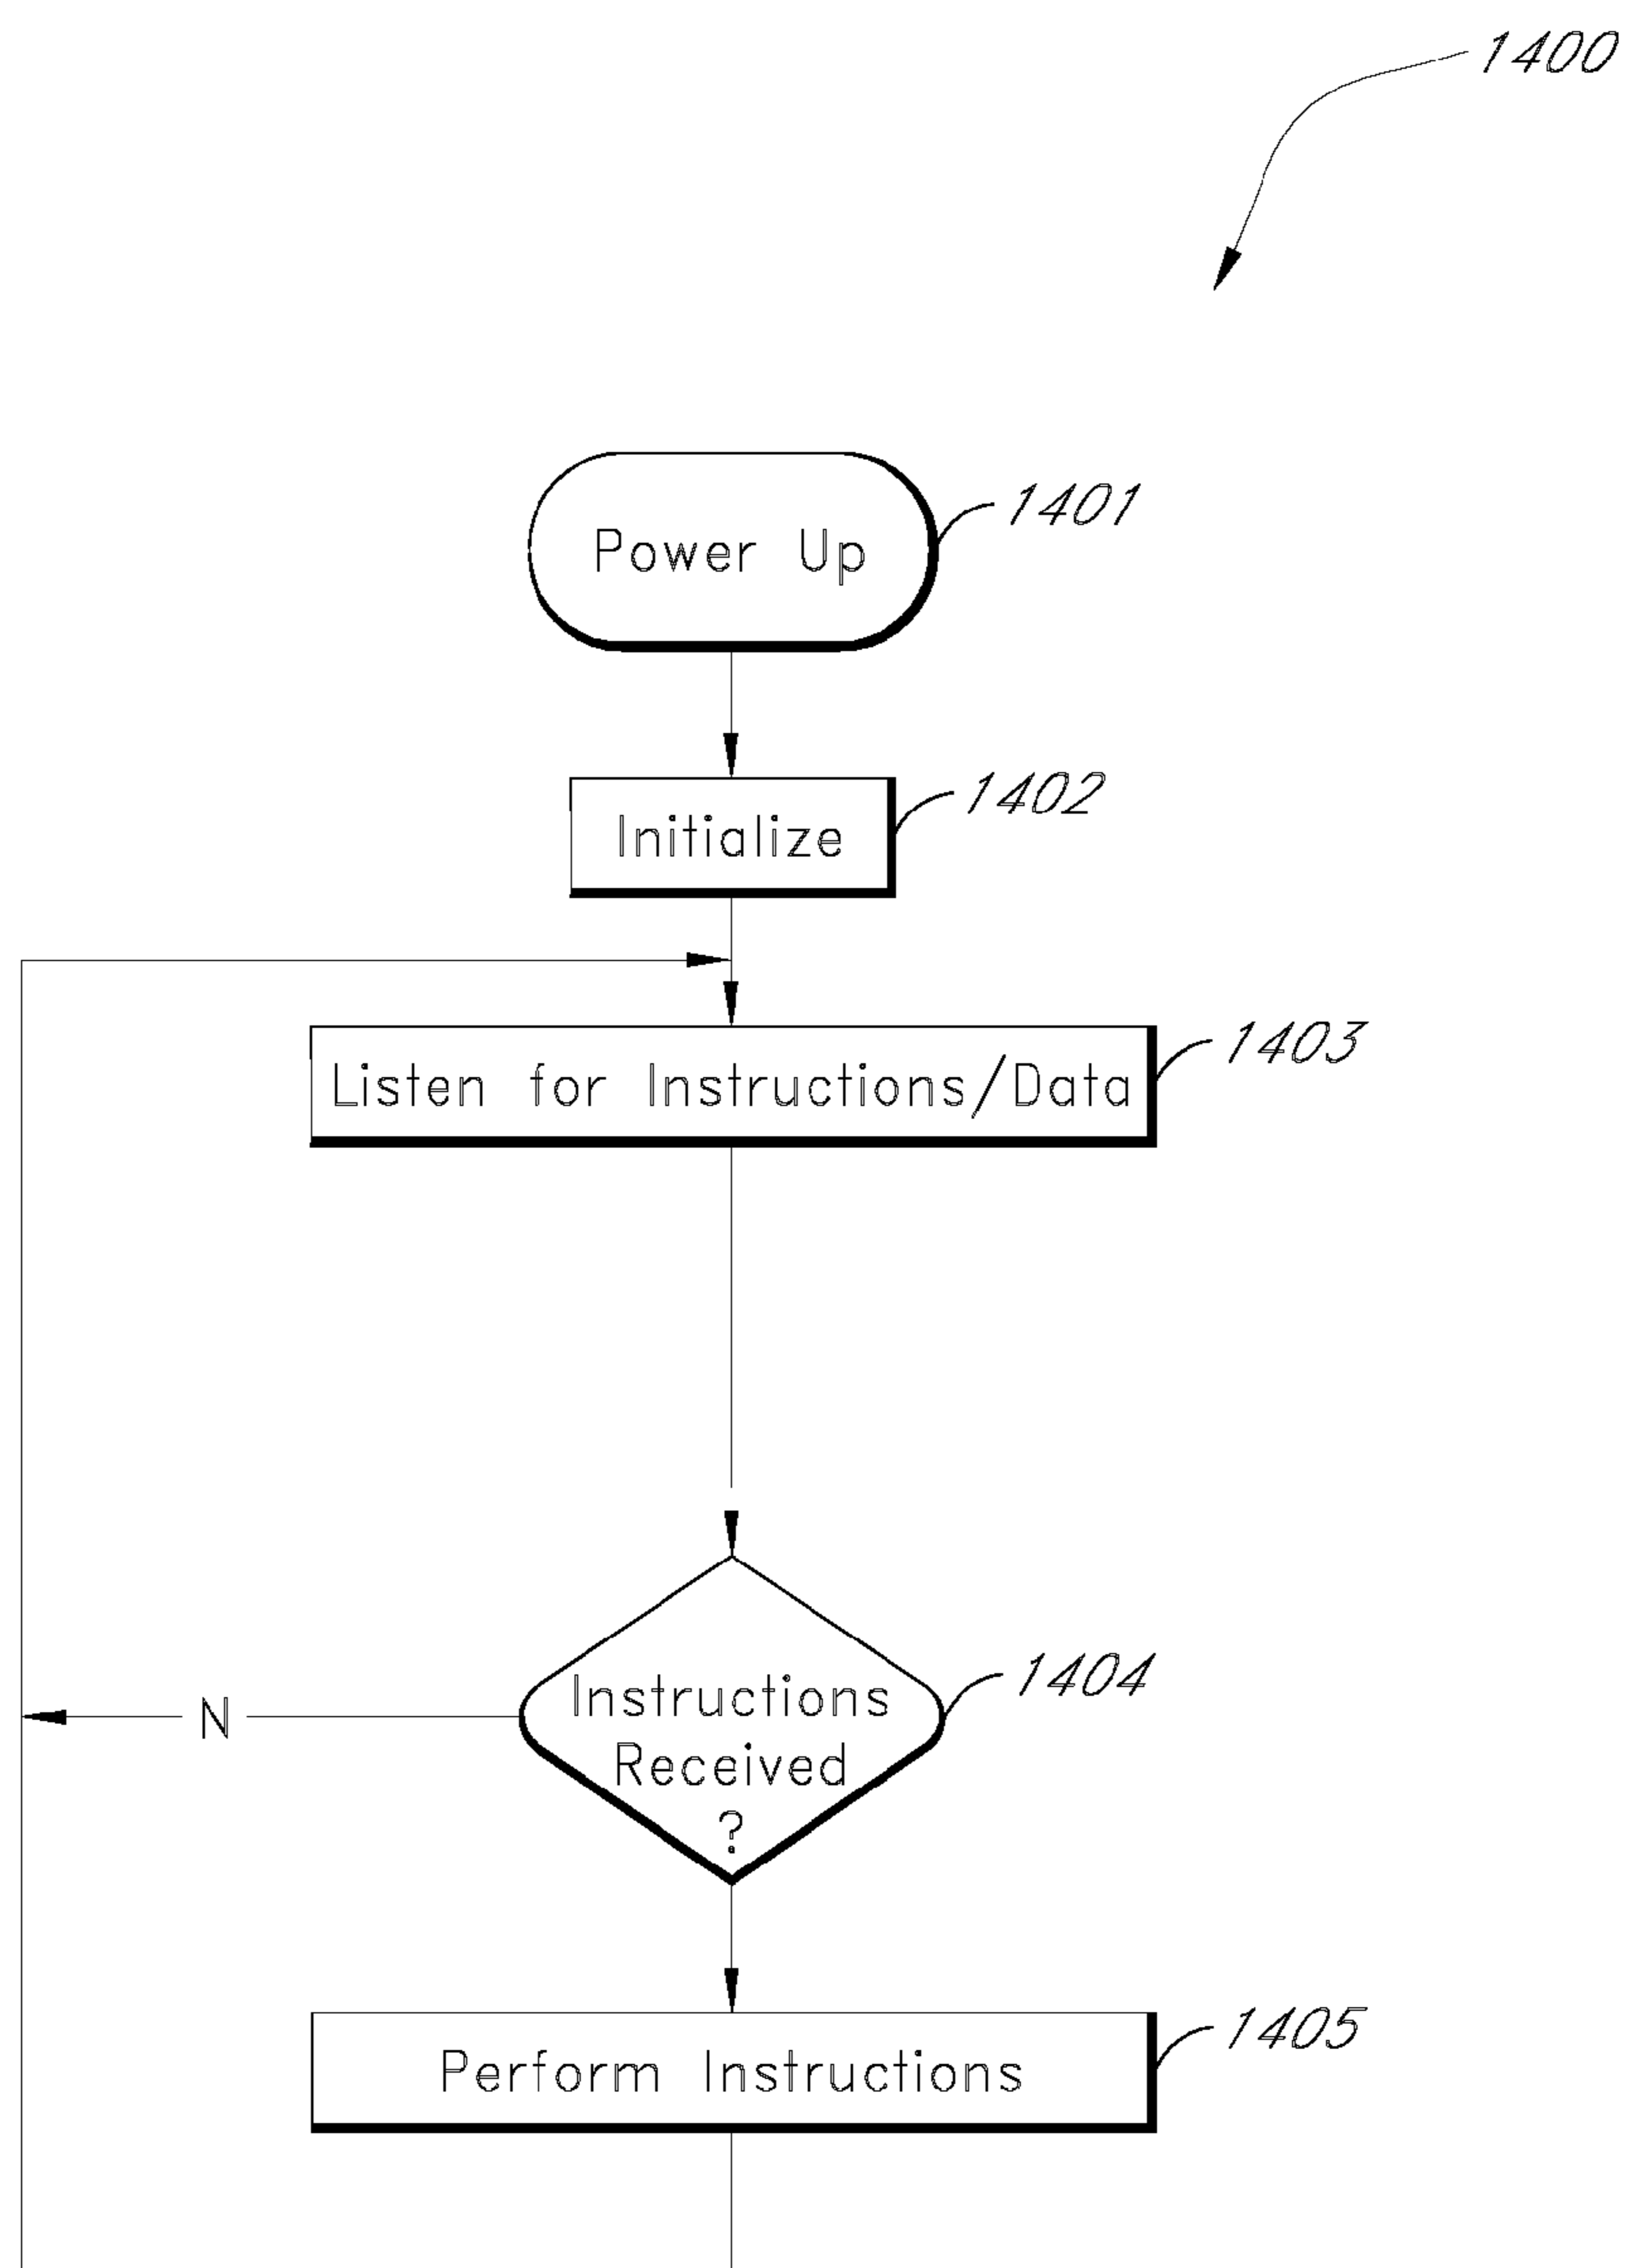 1400
Power Up
1401
Initialize
1402
Listen for Instructions/Data
1403
Instructions
Received
?
1404
N
Perform Instructions
1405